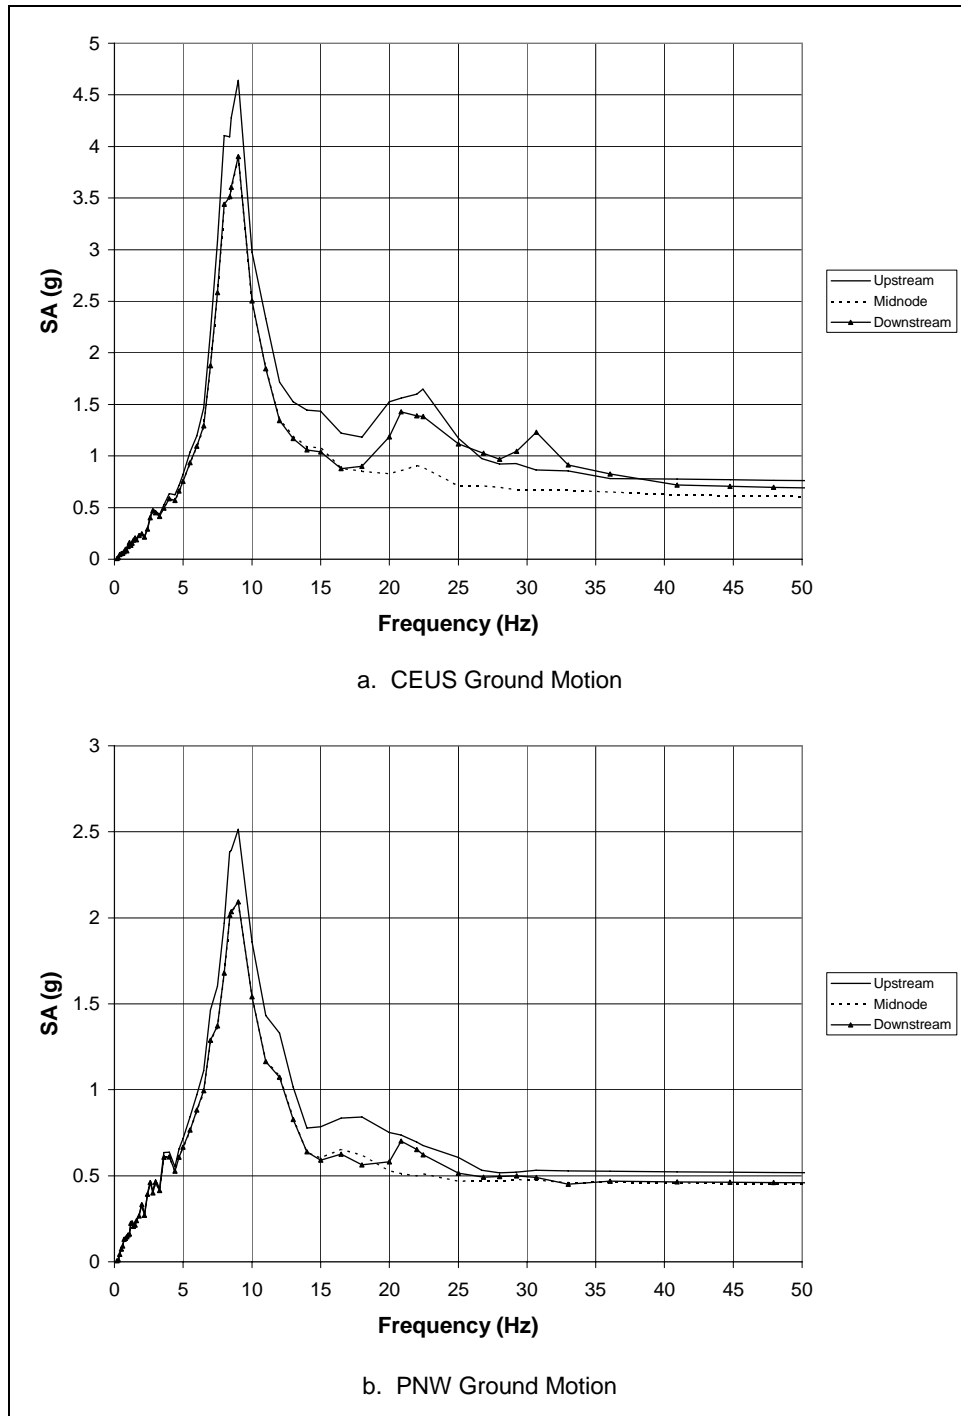 5
4.5
4
3.5
3
2.5
2
1.5
1
0.5
0
SA (g)
0 5 10 15 20 25 30 35 40 45 50
Frequency (Hz)
Upstream
Midnode
Downstream
a. CEUS Ground Motion
3
2.5
2
1.5
1
0.5
0
SA (g)
0 5 10 15 20 25 30 35 40 45 50
Frequency (Hz)
Upstream
Midnode
Downstream
b. PNW Ground Motion